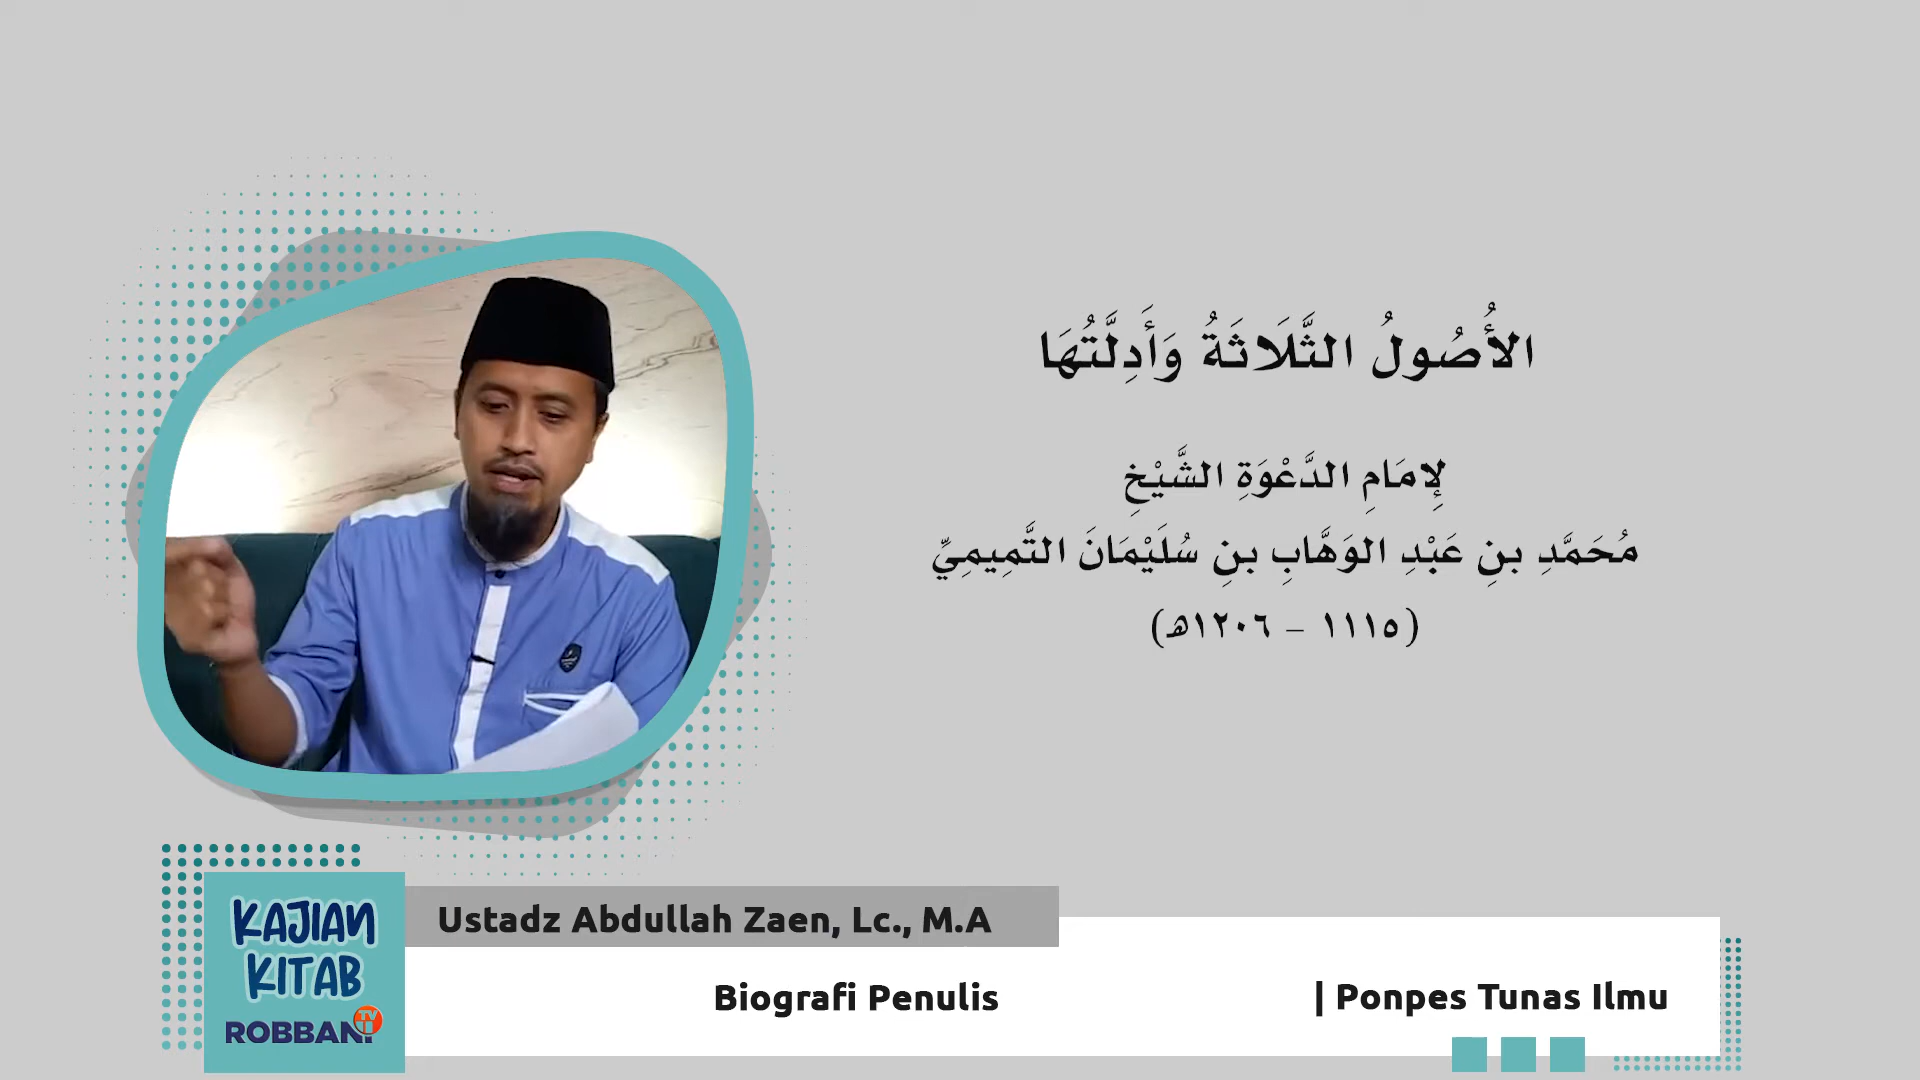 الأُصُولُ الثَّلَاثَةُ وَأَدِلَّتُهَا
لِإِمَامِ الدَّعْوَةِ الشَّيْخِ
مُحَمَّدِ بنِ عَبْدِ الوَهَّابِ بنِ سُلَيْمَانَ التَّمِيمِيِّ
(١١١٥ – ١٢٠٦هـ)
Ustadz Abdullah Zaen, Lc., M.A
KAJIAN
KITAB
ROBBANI TV
Biografi Penulis
| Ponpes Tunas Ilmu